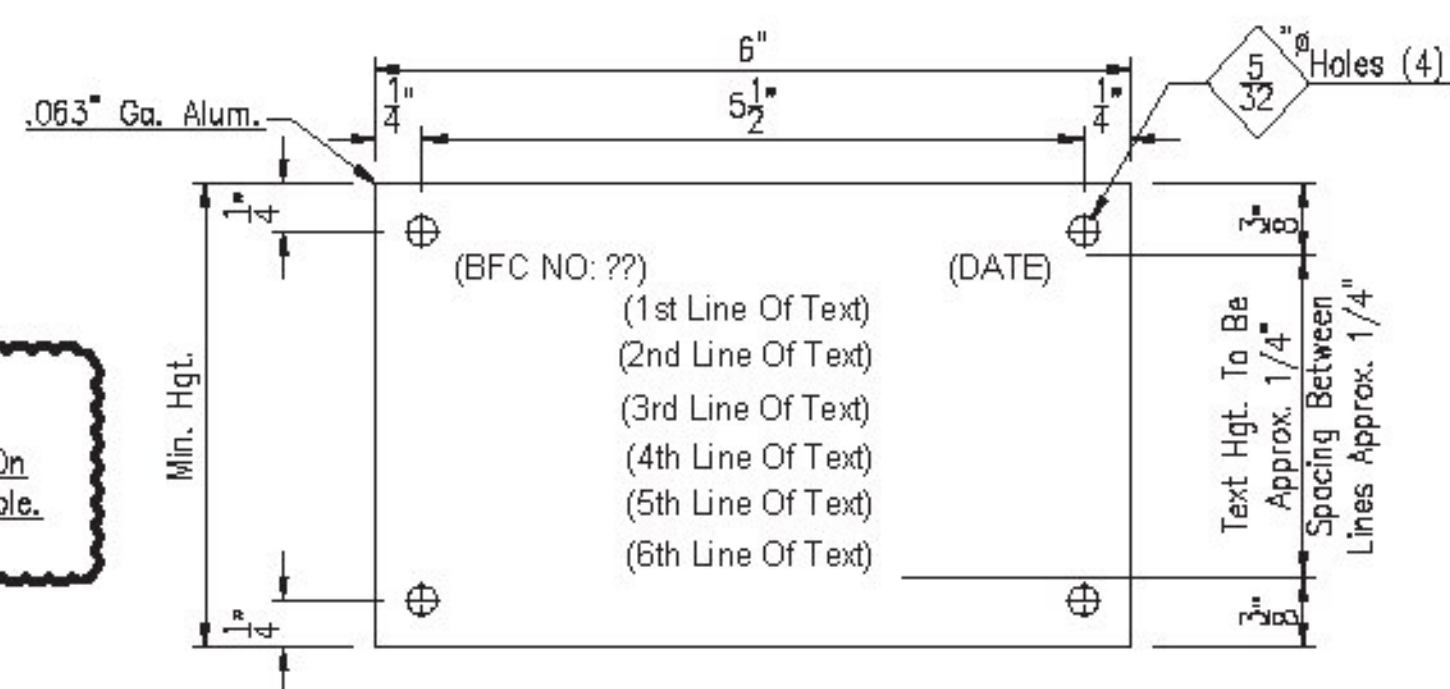 6"
.063" Ga. Alum.
1/4"
5 1/2"
1/4"
5/32 "ø Holes (4)
1/4"
3/8"
(BFC NO: ??) (DATE)
(1st Line Of Text)
(2nd Line Of Text)
(3rd Line Of Text)
(4th Line Of Text)
(5th Line Of Text)
(6th Line Of Text)
Min. Hgt.
On
ble.
Text Hgt. To Be
Approx. 1/4"
Spacing Between
Lines Approx. 1/4"
1/4"
3/8"